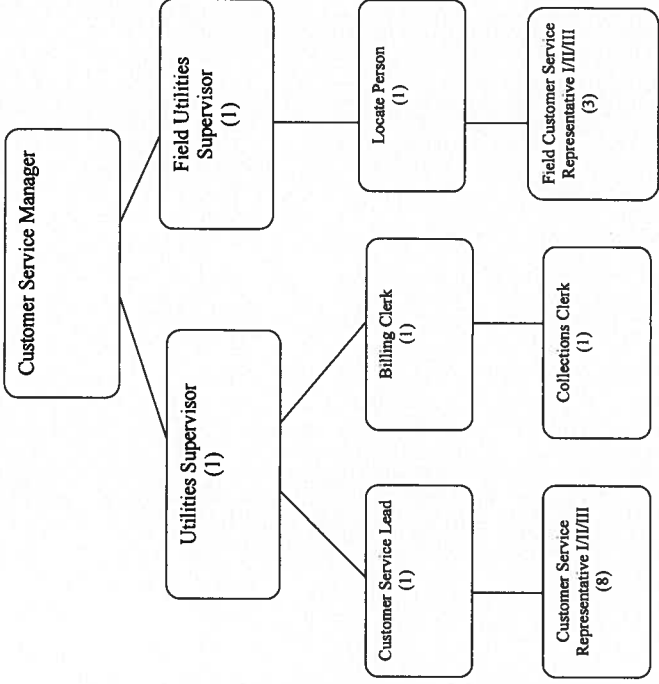 Customer Service Manager
Utilities Supervisor
(1)
Field Utilities
Supervisor
(1)
Customer Service Lead
(1)
Billing Clerk
(1)
Locate Person
(1)
Customer Service
Representative I/II/III
(8)
Collections Clerk
(1)
Field Customer Service
Representative I/II/III
(3)